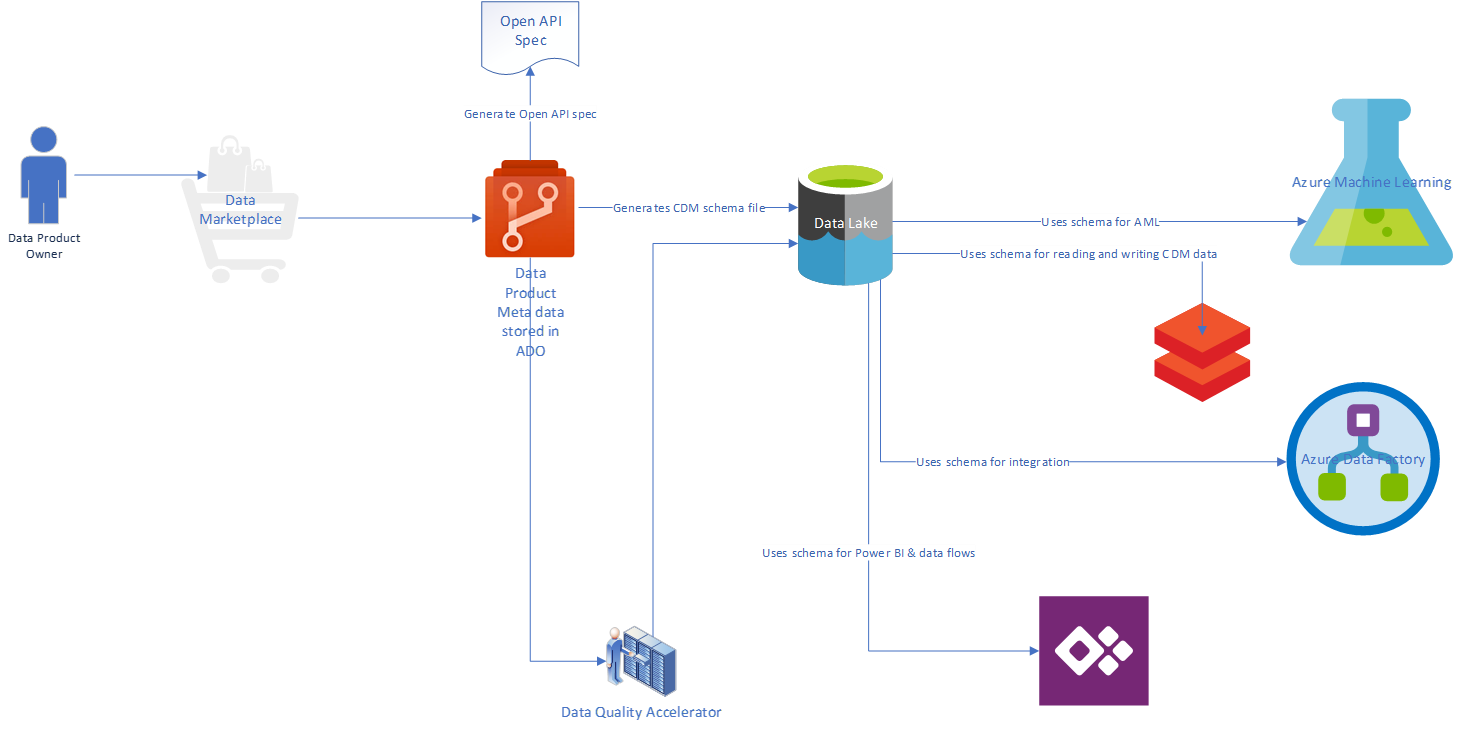 Open API
Spec
Generate Open API spec
Data Product
Owner
Data
Marketplace
Data
Product
Meta data
stored in
ADO
Generates CDM schema file
Data Lake
Uses schema for AML
Azure Machine Learning
Uses schema for reading and writing CDM data
Uses schema for integration
Azure Data Factory
Uses schema for Power BI & data flows
Data Quality Accelerator